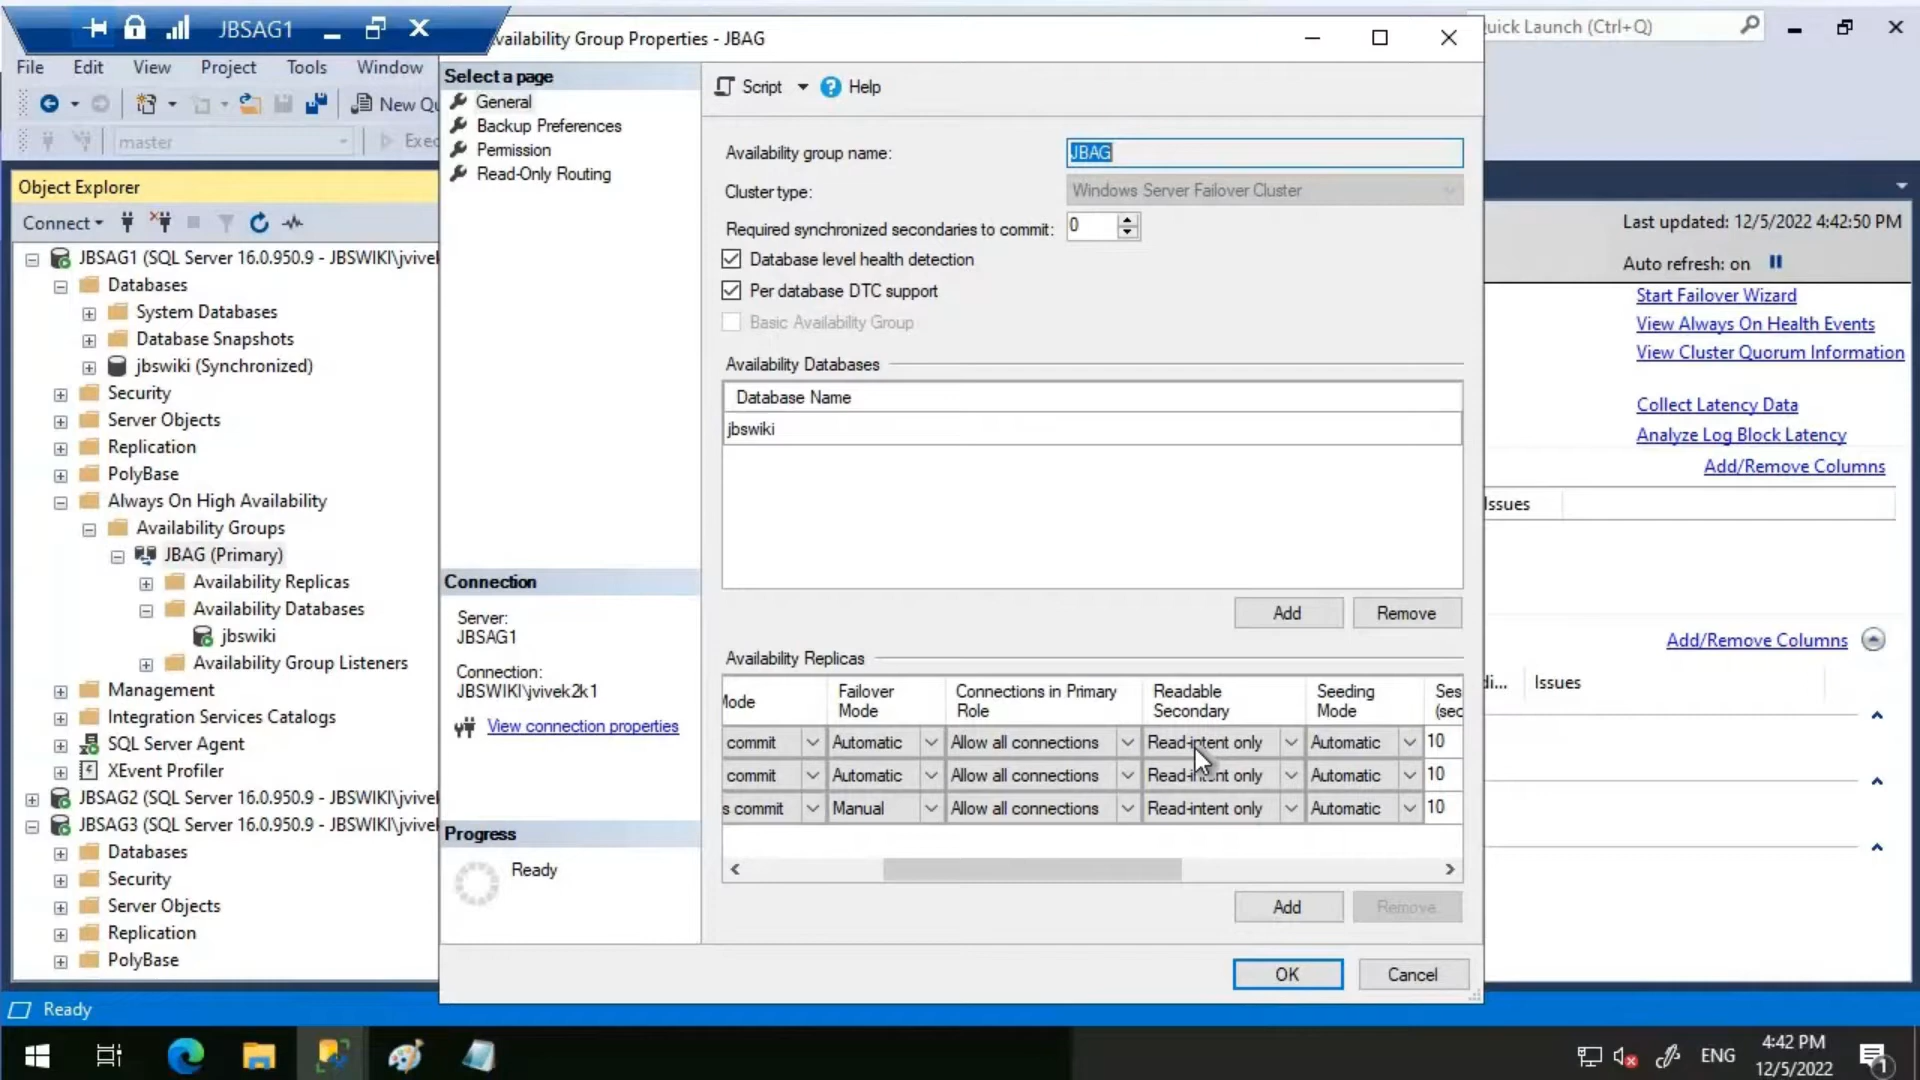 JBSAG1
Availability Group Properties - JBAG
Quick Launch (Ctrl+Q)
File Edit View Project Tools Window
New Qu
master
Exec
Object Explorer
Connect
JBSAG1 (SQL Server 16.0.950.9 - JBSWIKI\jvivel
Databases
System Databases
Database Snapshots
jbswiki (Synchronized)
Security
Server Objects
Replication
PolyBase
Always On High Availability
Availability Groups
JBAG (Primary)
Availability Replicas
Availability Databases
jbswiki
Availability Group Listeners
Management
Integration Services Catalogs
SQL Server Agent
XEvent Profiler
JBSAG2 (SQL Server 16.0.950.9 - JBSWIKI\jvivel
JBSAG3 (SQL Server 16.0.950.9 - JBSWIKI\jvivel
Databases
Security
Server Objects
Replication
PolyBase
Select a page
General
Backup Preferences
Permission
Read-Only Routing
Connection
Server:
JBSAG1
Connection:
JBSWIKI\jvivek2k1
View connection properties
Progress
Ready
Script Help
Availability group name: JBAG
Cluster type: Windows Server Failover Cluster
Required synchronized secondaries to commit: 0
Database level health detection
Per database DTC support
Basic Availability Group
Availability Databases
Database Name
jbswiki
Add Remove
Availability Replicas
Mode Failover Mode Connections in Primary Role Readable Secondary Seeding Mode Ses (sec
commit Automatic Allow all connections Read-intent only Automatic 10
commit Automatic Allow all connections Read-intent only Automatic 10
s commit Manual Allow all connections Read-intent only Automatic 10
Add Remove
OK Cancel
Last updated: 12/5/2022 4:42:50 PM
Auto refresh: on
Start Failover Wizard
View Always On Health Events
View Cluster Quorum Information
Collect Latency Data
Analyze Log Block Latency
Add/Remove Columns
Issues
Add/Remove Columns
di... Issues
Ready
ENG
4:42 PM
12/5/2022
1